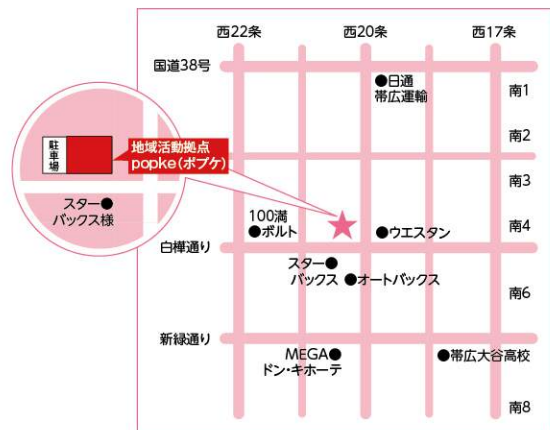 西22条
西20条
西17条
国道38号
●日通
帯広運輸
南1
南2
駐車場
地域活動拠点
popke(ポプケ)
南3
スター●
バックス様
100満
●ボルト
●ウエスタン
南4
白樺通り
スター●
バックス
●オートバックス
南6
新緑通り
MEGA●
ドン・キホーテ
●帯広大谷高校
南8